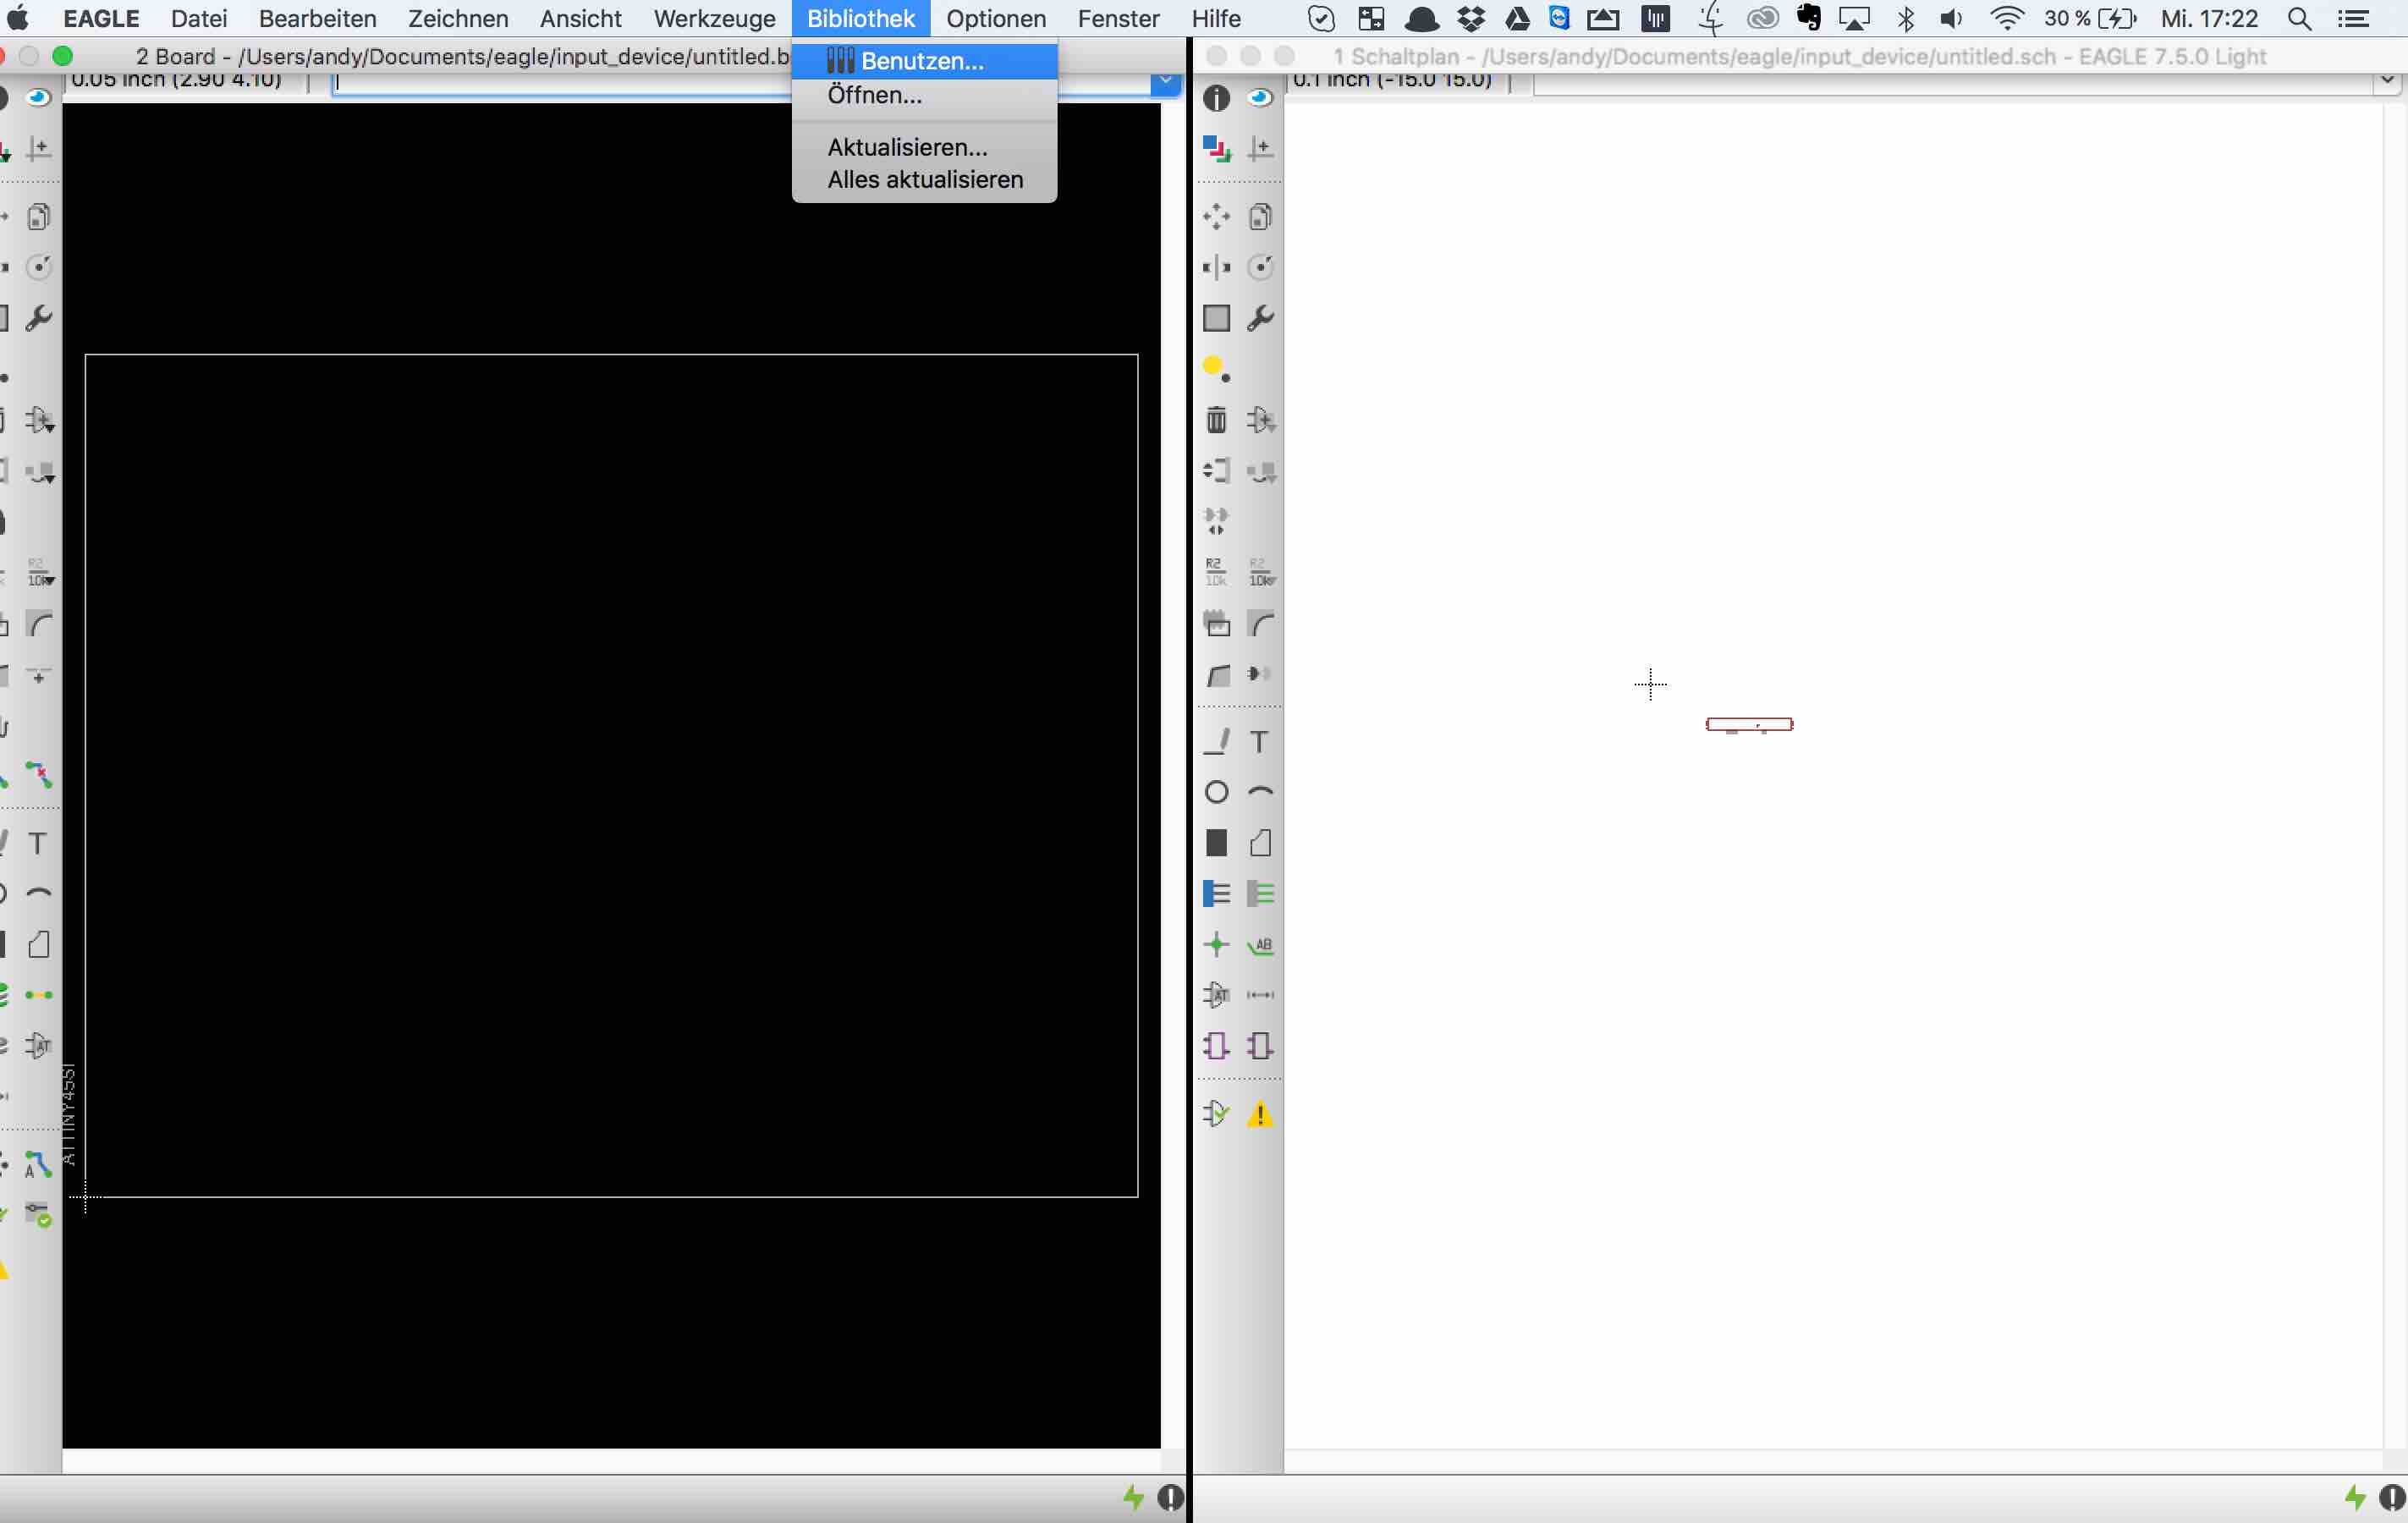 EAGLE Datei Bearbeiten Zeichnen Ansicht Werkzeuge Bibliothek Optionen Fenster Hilfe 30 % Mi. 17:22
2 Board - /Users/andy/Documents/eagle/input_device/untitled.b
1 Schaltplan - /Users/andy/Documents/eagle/input_device/untitled.sch - EAGLE 7.5.0 Light
Benutzen...
Öffnen...
Aktualisieren...
Alles aktualisieren
0.05 inch (2.90 4.10)
0.1 inch (-15.0 15.0)
R2
10k
R2
10k
R2
10k
T
T
AB
AT
AT
A